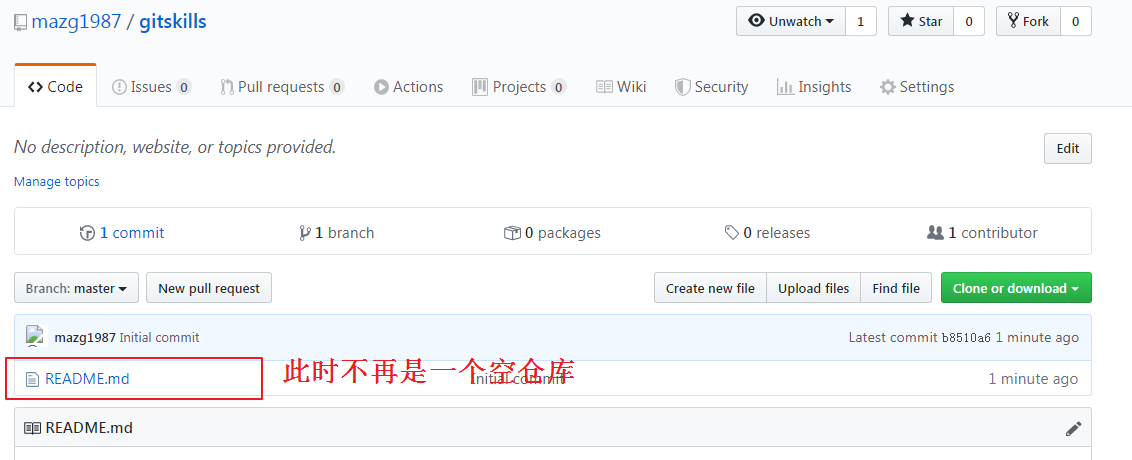 mazg1987 / gitskills
Unwatch 1 Star 0 Fork 0
Code Issues 0 Pull requests 0 Actions Projects 0 Wiki Security Insights Settings
No description, website, or topics provided. Edit
Manage topics
1 commit 1 branch 0 packages 0 releases 1 contributor
Branch: master New pull request Create new file Upload files Find file Clone or download
mazg1987 Initial commit Latest commit b8510a6 1 minute ago
README.md 此时不再是一个空仓库 Initial commit 1 minute ago
README.md